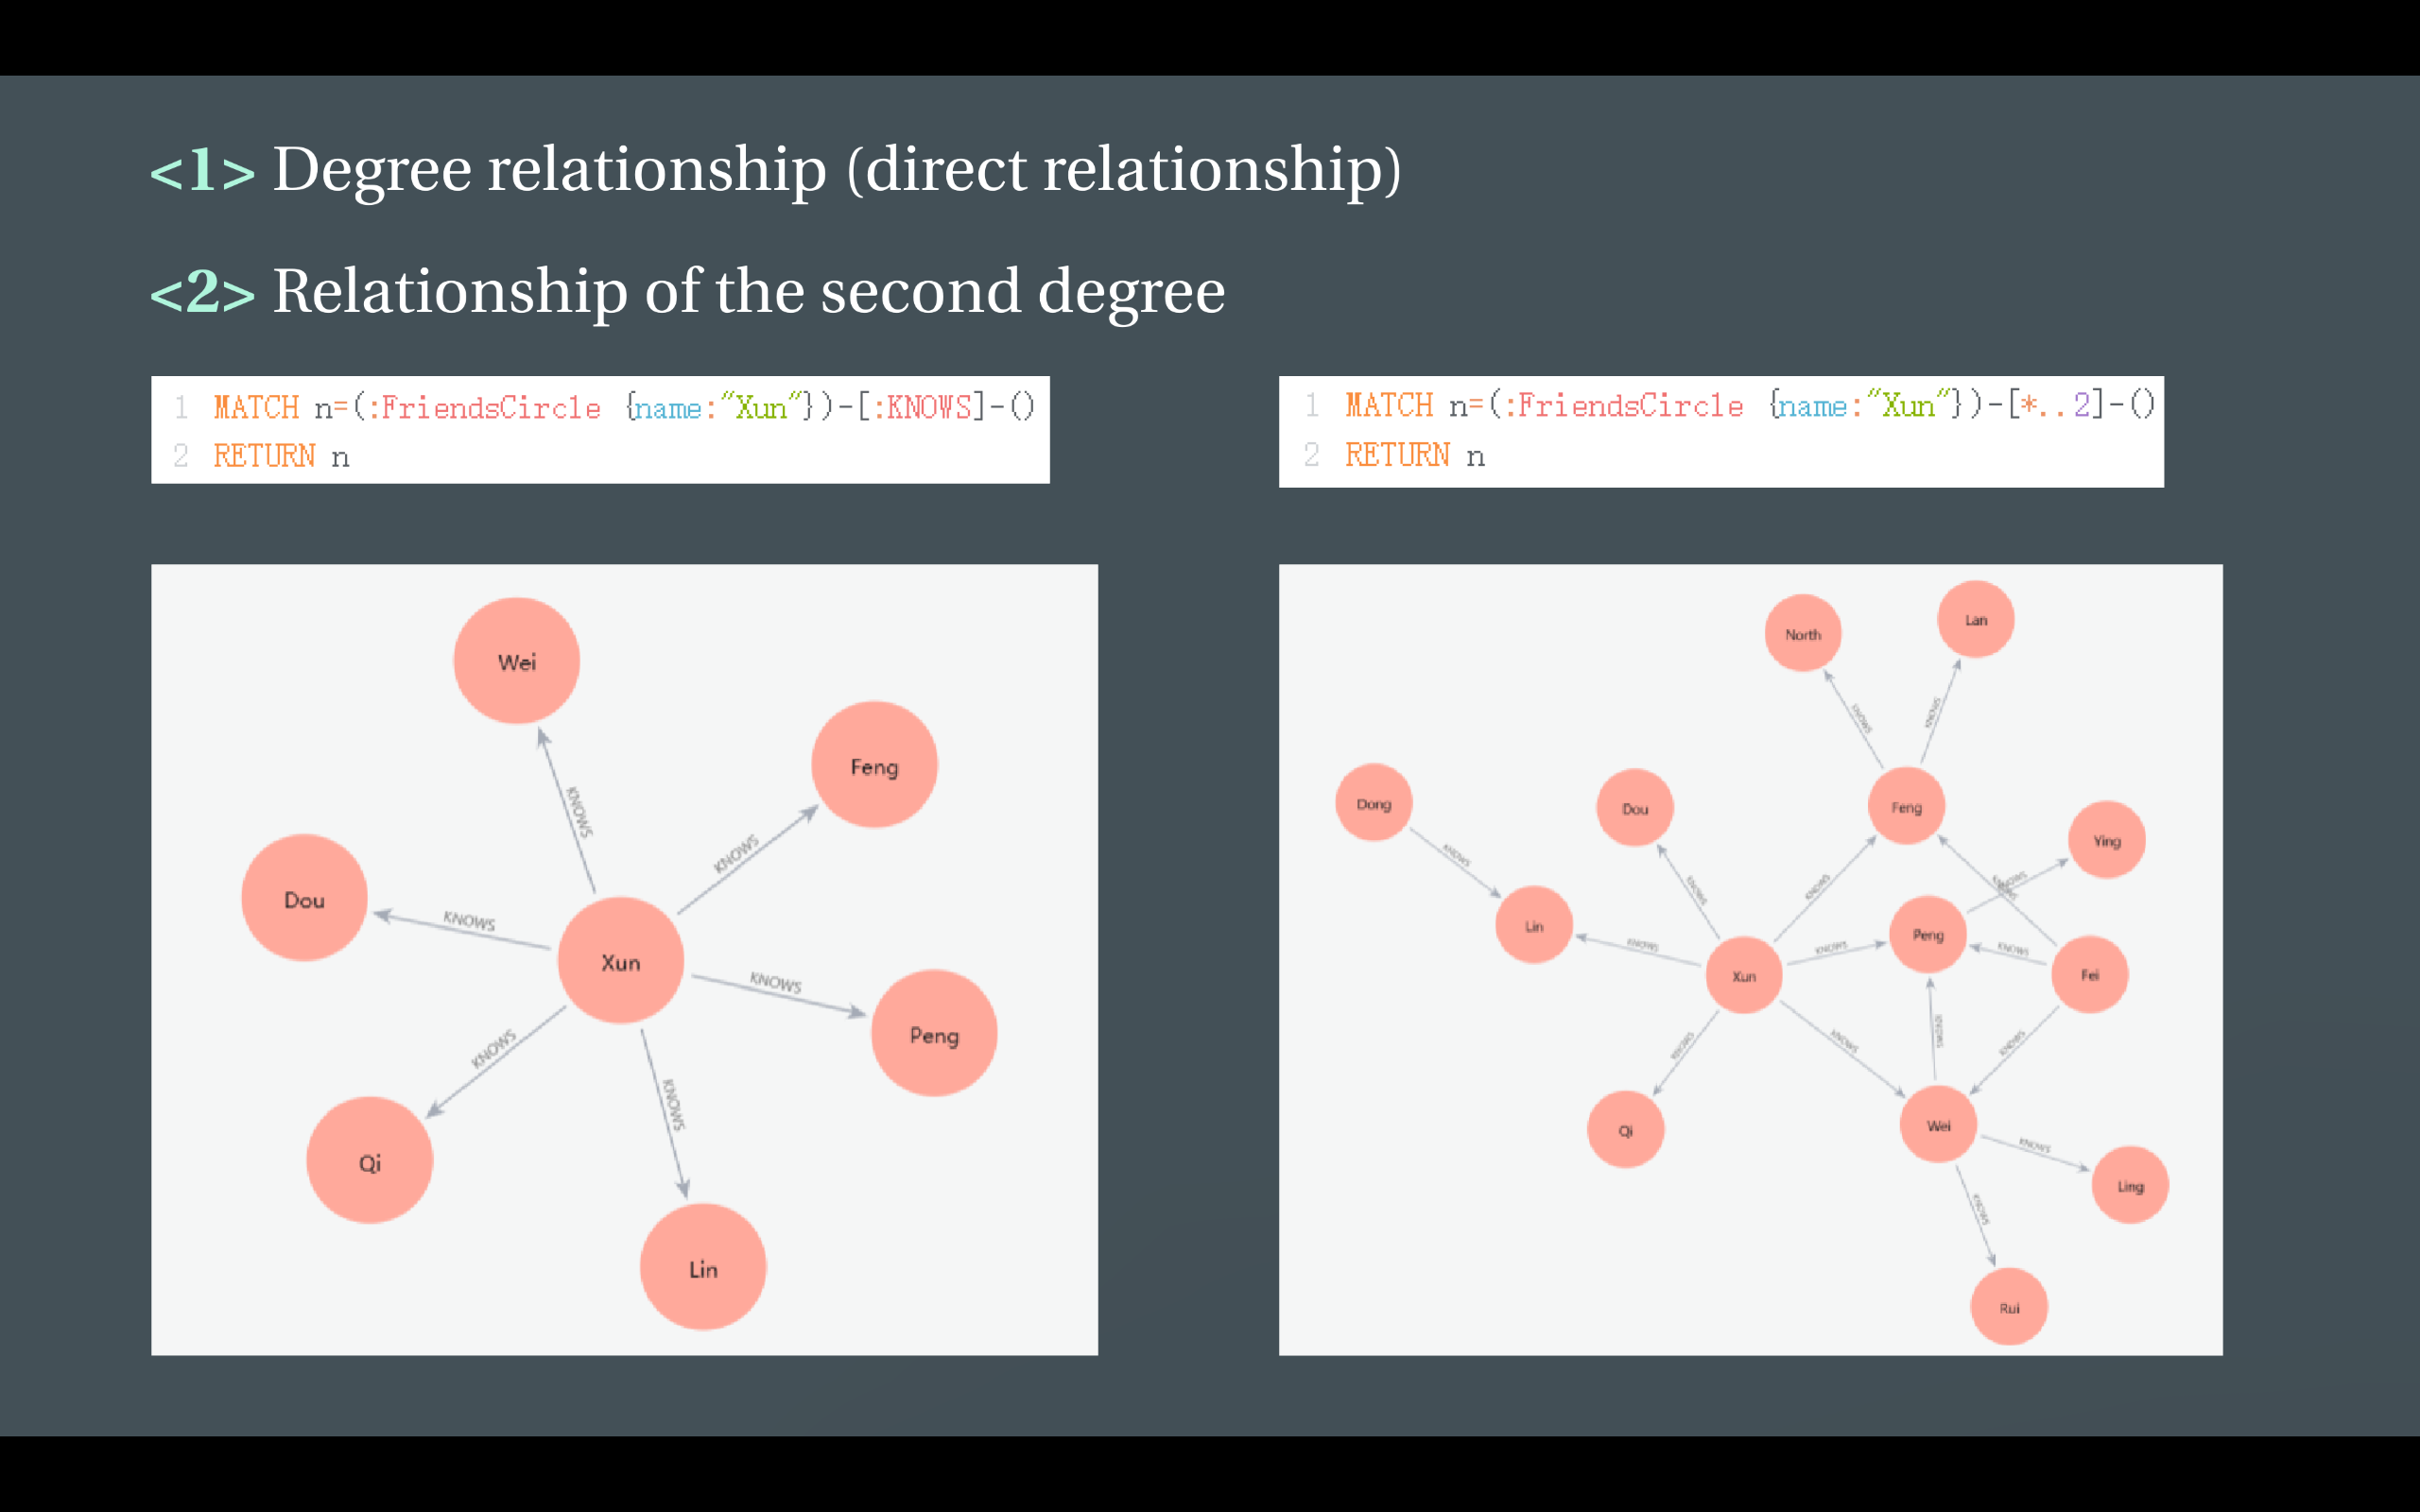 <1> Degree relationship (direct relationship)
<2> Relationship of the second degree
1 MATCH n=(:FriendsCircle {name:"Xun"})-[:KNOWS]-()
2 RETURN n
1 MATCH n=(:FriendsCircle {name:"Xun"})-[*..2]-()
2 RETURN n
Wei
Feng
KNOWS
KNOWS
Dou
KNOWS
Xun
KNOWS
Peng
KNOWS
Qi
KNOWS
Lin
Lan
North
KNOWS
KNOWS
Dong
Dou
Feng
Ying
KNOWS
KNOWS
KNOWS
KNOWS
KNOWS
Lin
KNOWS
Peng
KNOWS
KNOWS
Xun
Fei
KNOWS
KNOWS
KNOWS
KNOWS
Qi
Wei
KNOWS
Ling
KNOWS
Rui